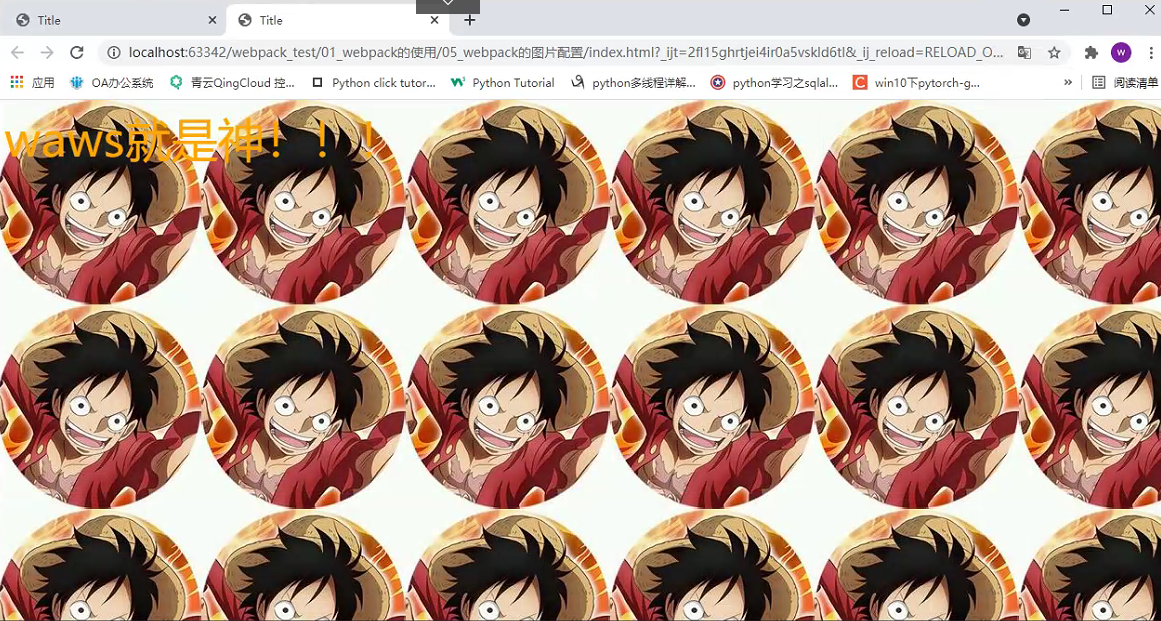 Title
Title
localhost:63342/webpack_test/01_webpack的使用/05_webpack的图片配置/index.html?_ijt=2fl15ghrtjei4ir0a5vskld6tl&_ij_reload=RELOAD_O...
W
应用 OA办公系统 青云QingCloud 控... Python click tutor... Python Tutorial python多线程详解... python学习之sqlal... win10下pytorch-g... » 阅读清单
waws就是神！！！